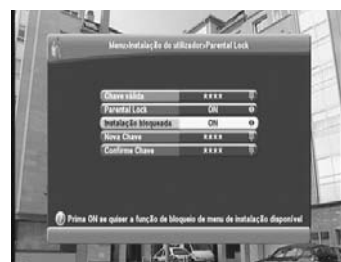 Menu>Instalação do utilizador>Parental Lock
Chave válida ****
Parental Lock ON
Instalação bloqueada ON
Nova Chave ****
Confirme Chave ****
Prima ON se quiser a função de bloqueio de menu de instalação disponível